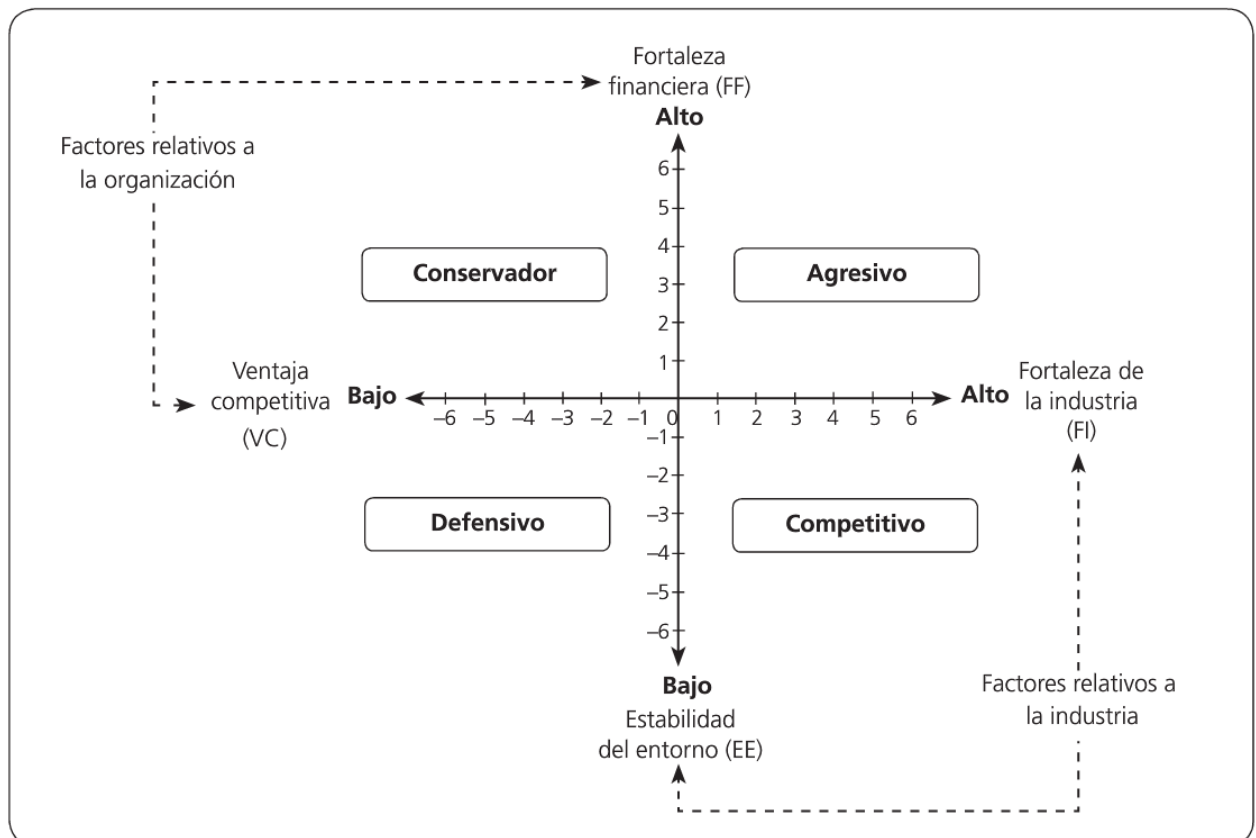 Fortaleza
financiera (FF)
Alto
Factores relativos a
la organización
6
5
4
Conservador
Agresivo
3
2
1
Ventaja
competitiva
(VC)
Bajo
Alto
Fortaleza de
la industria
(FI)
–6 –5 –4 –3 –2 –1 0 1 2 3 4 5 6
–1
–2
–3
Defensivo
Competitivo
–4
–5
–6
Bajo
Estabilidad
del entorno (EE)
Factores relativos a
la industria